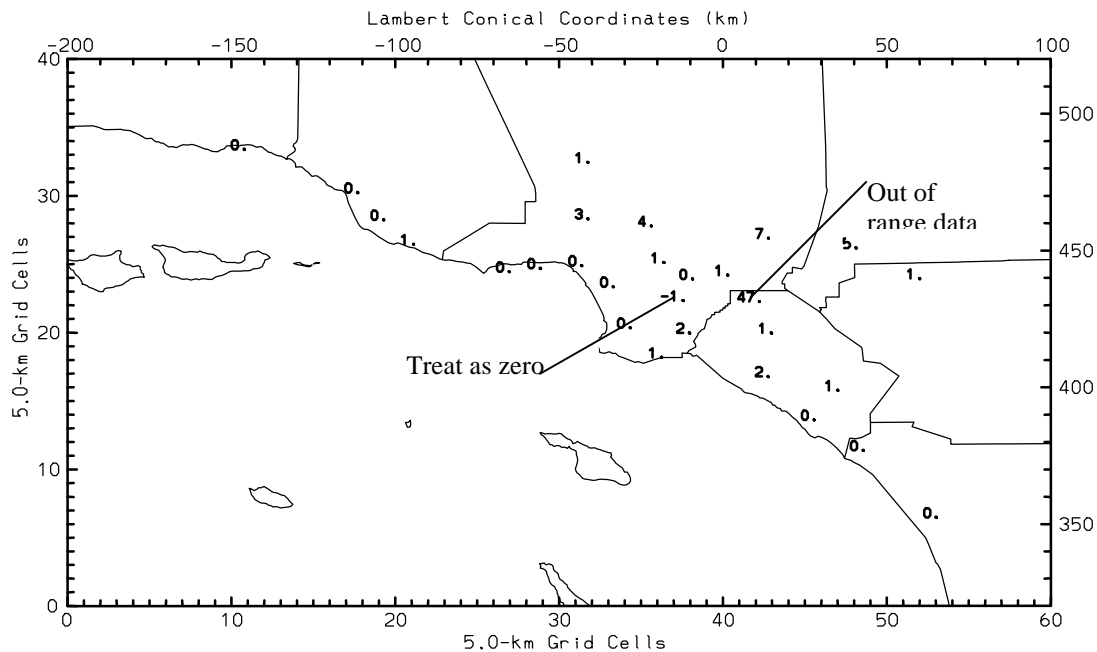 Lambert Conical Coordinates (km)
-200 -150 -100 -50 0 50 100
40
500
1.
0.
0. Out of
30 range data
3.
0. 4.
7.
1. 5.
450
0. 0. 0. 1. 0. 1. 1.
0.
-1. 47.
0. 2. 1.
20
1.
Treat as zero
2.
1. 400
0.
0.
10
0.
350
0
0 10 20 30 40 50 60
5.0-km Grid Cells
5.0-km Grid Cells